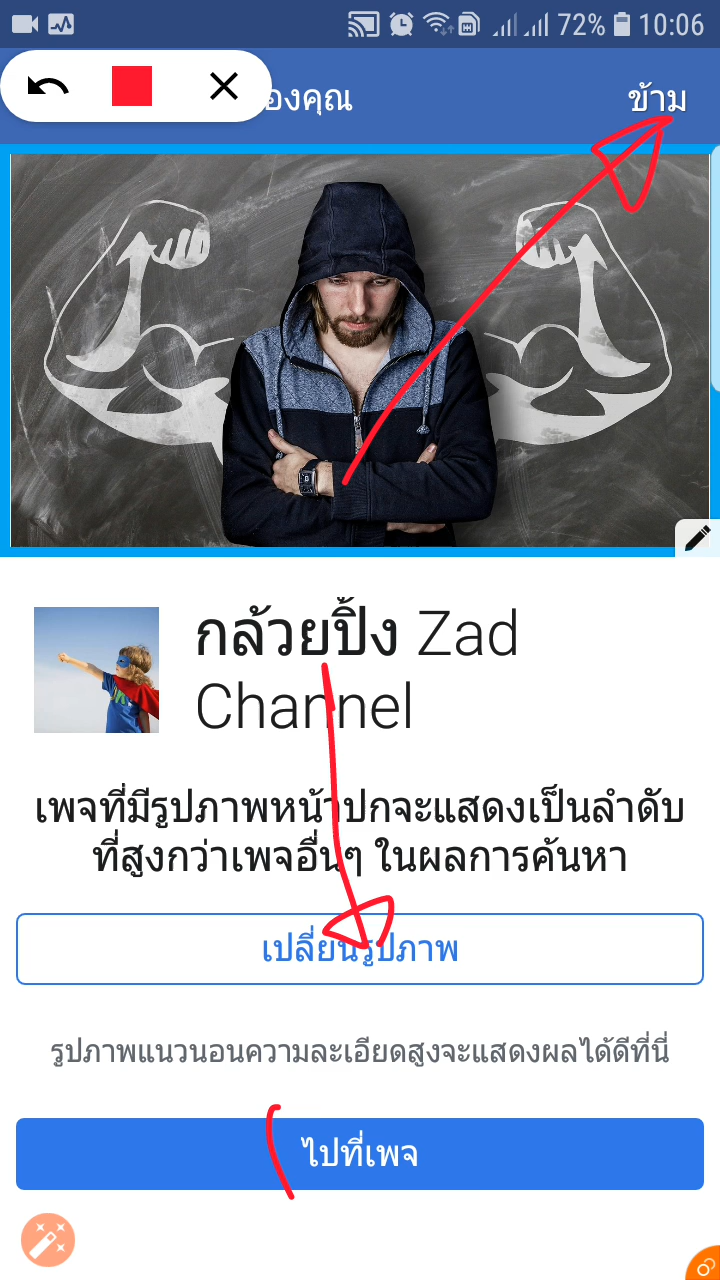 72% 10:06
องคุณ
ข้าม
กล้วยปิ้ง Zad
Channel
เพจที่มีรูปภาพหน้าปกจะแสดงเป็นลำดับ
ที่สูงกว่าเพจอื่นๆ ในผลการค้นหา
เปลี่ยนรูปภาพ
รูปภาพแนวนอนความละเอียดสูงจะแสดงผลได้ดีที่นี่
ไปที่เพจ